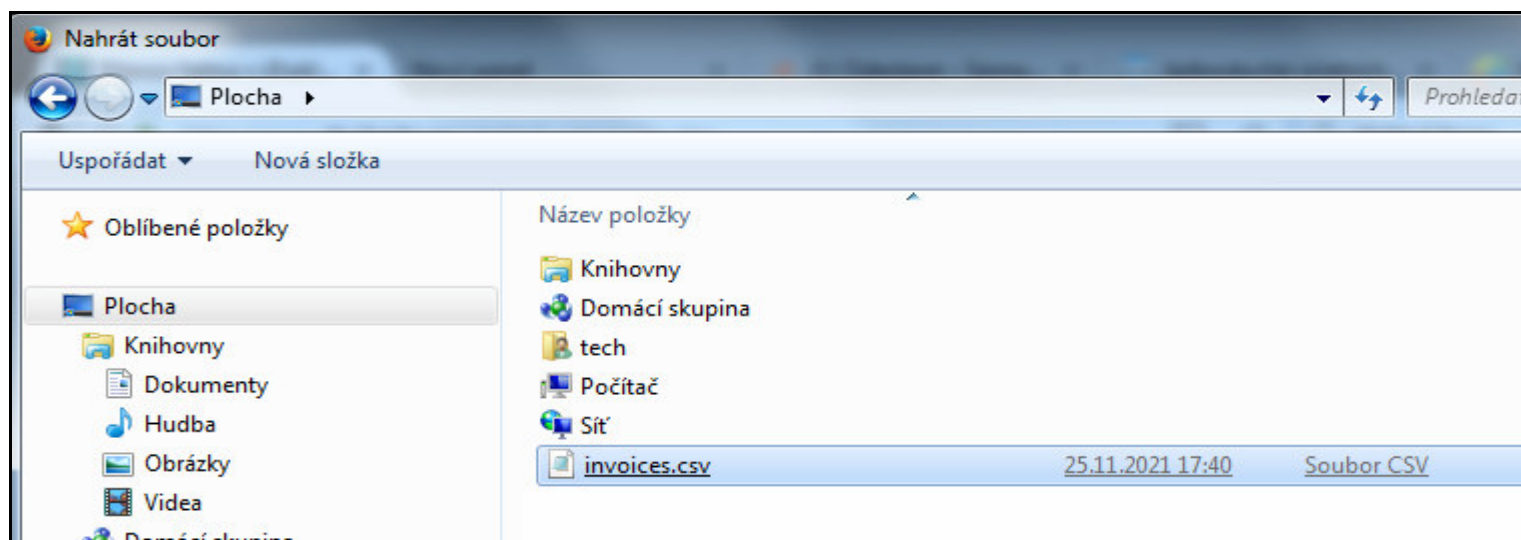 Nahrát soubor
Plocha
Uspořádat Nová složka
Oblíbené položky
Plocha
Knihovny
Dokumenty
Hudba
Obrázky
Videa
Název položky
Knihovny
Domácí skupina
tech
Počítač
Síť
invoices.csv 25.11.2021 17:40 Soubor CSV